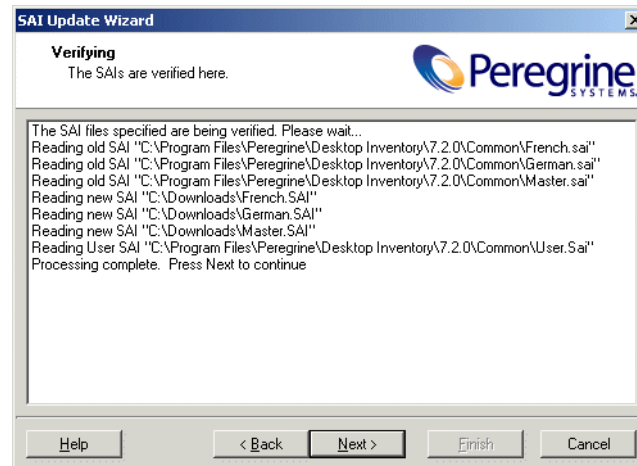 SAI Update Wizard
Verifying
The SAIs are verified here.
Peregrine
SYSTEMS
The SAI files specified are being verified. Please wait...
Reading old SAI "C:\Program Files\Peregrine\Desktop Inventory\7.2.0\Common\French.sai"
Reading old SAI "C:\Program Files\Peregrine\Desktop Inventory\7.2.0\Common\German.sai"
Reading old SAI "C:\Program Files\Peregrine\Desktop Inventory\7.2.0\Common\Master.sai"
Reading new SAI "C:\Downloads\French.SAI"
Reading new SAI "C:\Downloads\German.SAI"
Reading new SAI "C:\Downloads\Master.SAI"
Reading User SAI "C:\Program Files\Peregrine\Desktop Inventory\7.2.0\Common\User.Sai"
Processing complete.  Press Next to continue
Help < Back Next > Finish Cancel